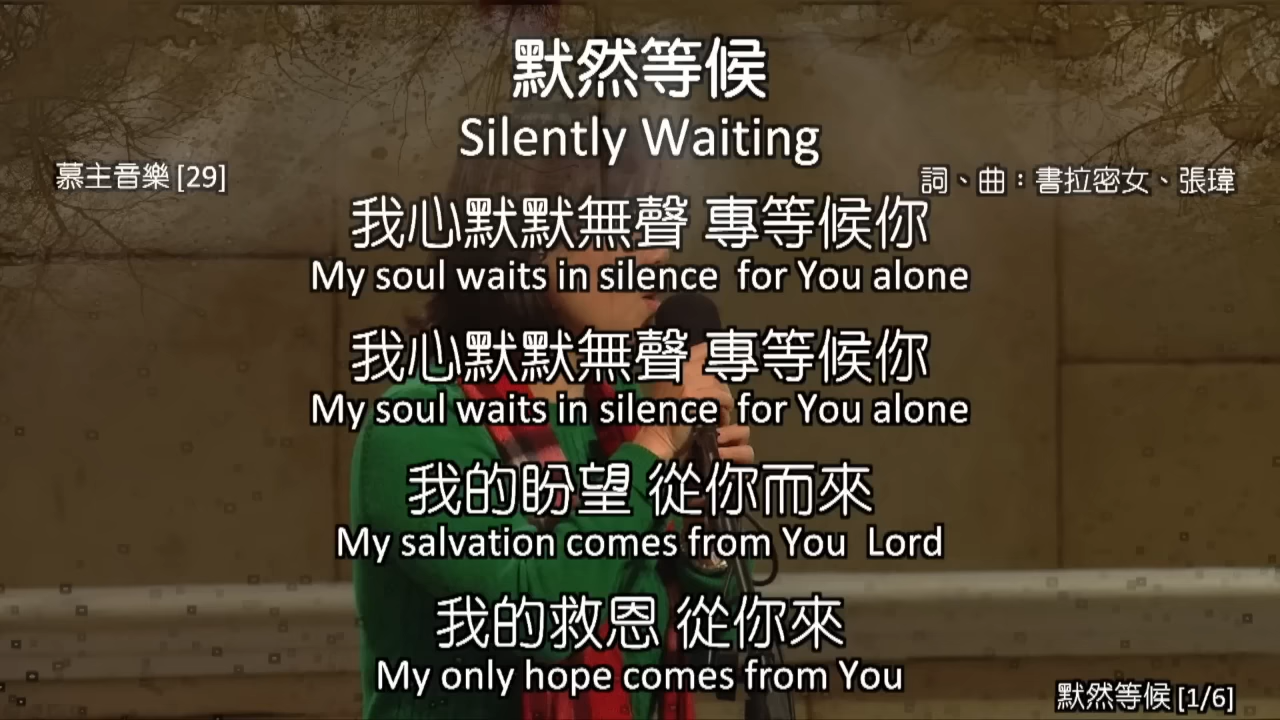 默然等候
Silently Waiting
慕主音樂 [29]
詞、曲：書拉密女、張瑋
我心默默無聲 專等候你
My soul waits in silence for You alone
我心默默無聲 專等候你
My soul waits in silence for You alone
我的盼望 從你而來
My salvation comes from You Lord
我的救恩 從你來
My only hope comes from You
默然等候 [1/6]